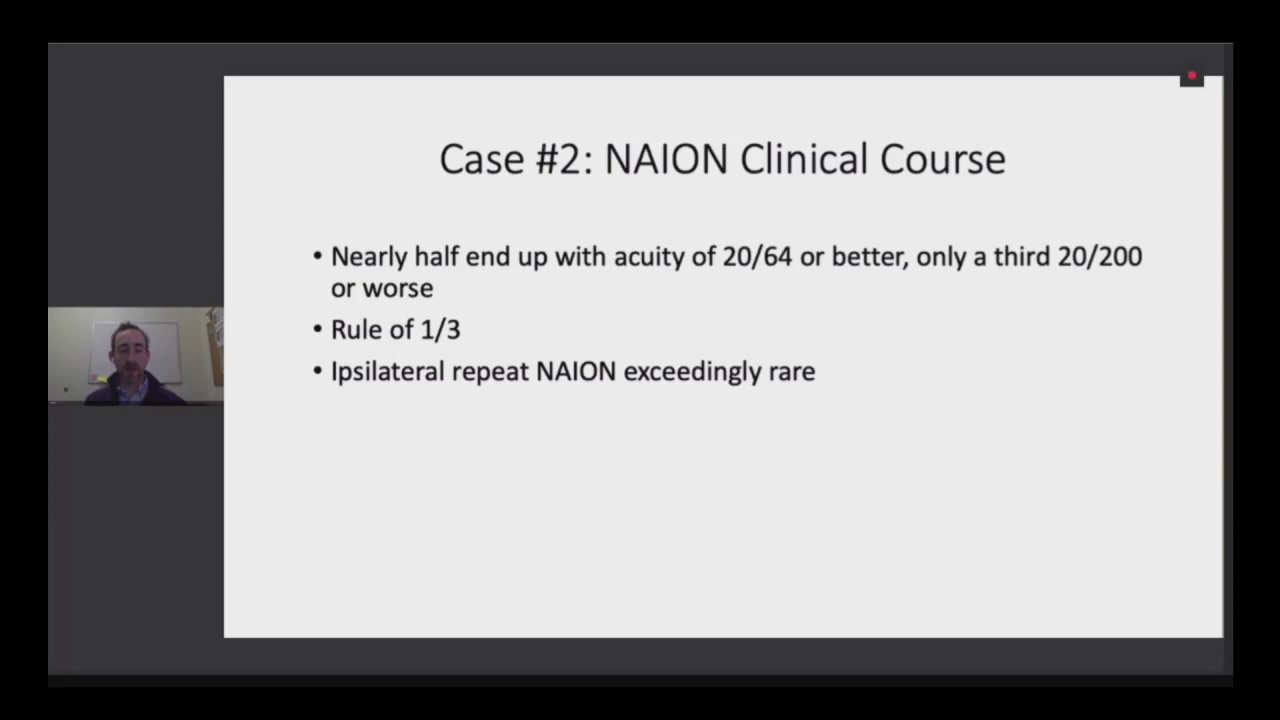 Case #2: NAION Clinical Course
• Nearly half end up with acuity of 20/64 or better, only a third 20/200
or worse
• Rule of 1/3
• Ipsilateral repeat NAION exceedingly rare